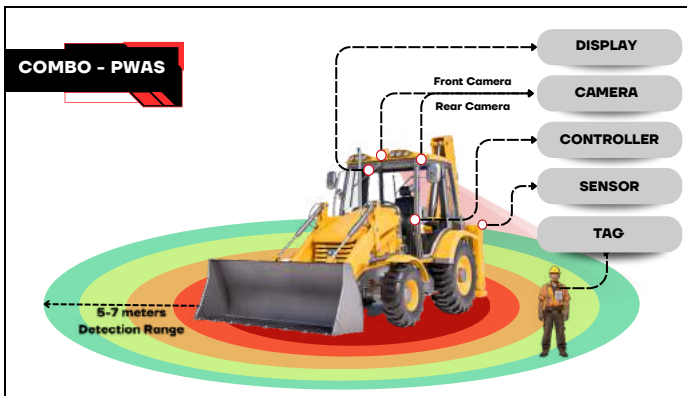 COMBO - PWAS
DISPLAY
Front Camera
CAMERA
Rear Camera
CONTROLLER
SENSOR
TAG
5-7 meters
Detection Range